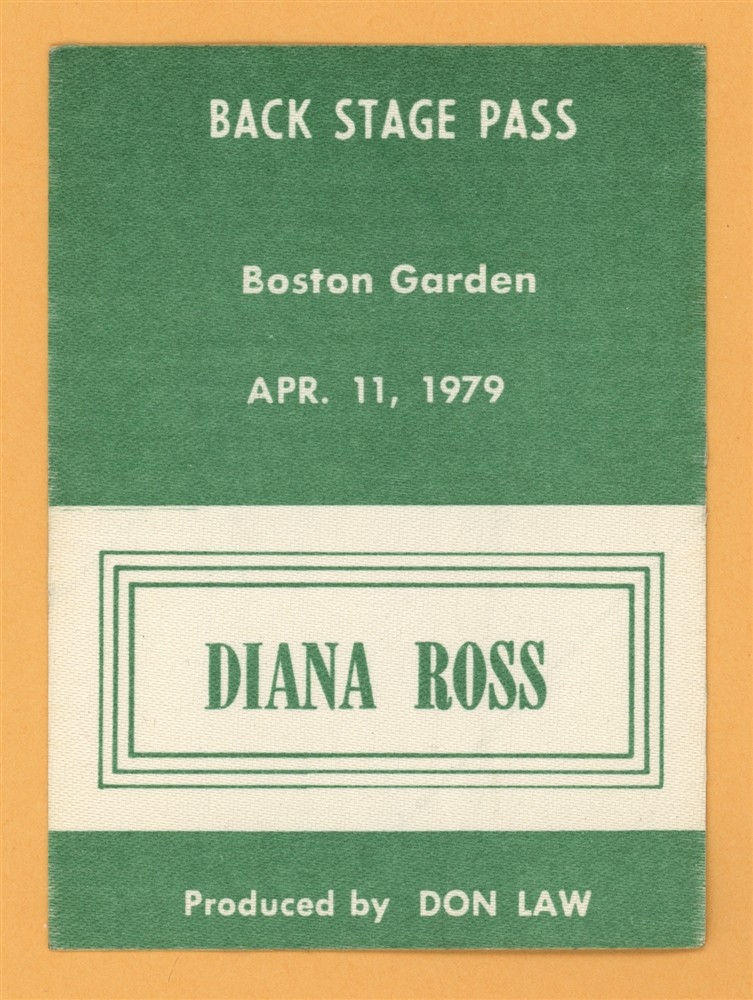 BACK STAGE PASS
Boston Garden
APR. 11, 1979
DIANA ROSS
Produced by DON LAW